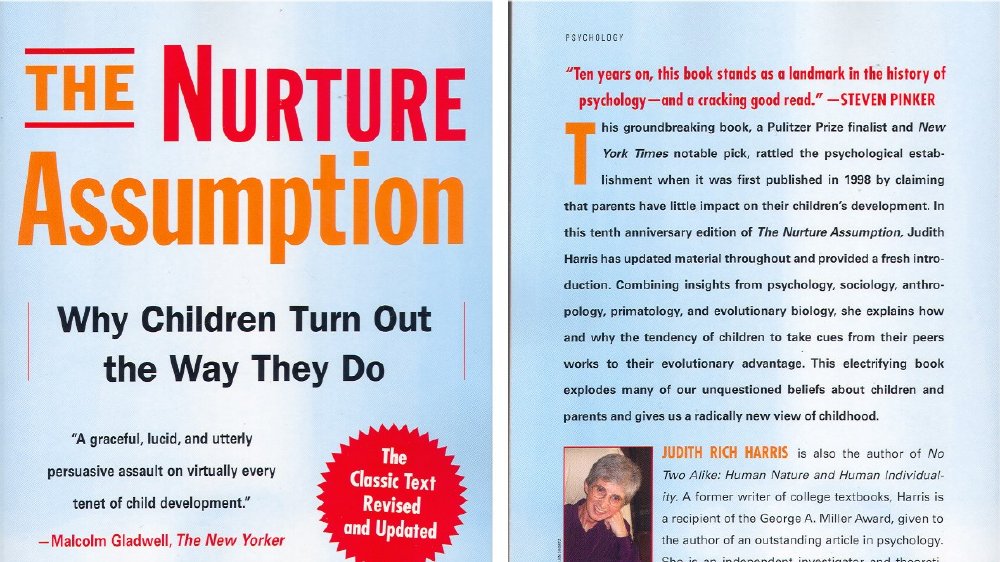 THE NURTURE
Assumption
Why Children Turn Out
the Way They Do
“A graceful, lucid, and utterly
persuasive assault on virtually every
tenet of child development.”
—Malcolm Gladwell, The New Yorker
The
Classic Text
Revised
and Updated
PSYCHOLOGY
“Ten years on, this book stands as a landmark in the history of
psychology—and a cracking good read.” —STEVEN PINKER
This groundbreaking book, a Pulitzer Prize finalist and New
York Times notable pick, rattled the psychological estab-
lishment when it was first published in 1998 by claiming
that parents have little impact on their children’s development. In
this tenth anniversary edition of The Nurture Assumption, Judith
Harris has updated material throughout and provided a fresh intro-
duction. Combining insights from psychology, sociology, anthro-
pology, primatology, and evolutionary biology, she explains how
and why the tendency of children to take cues from their peers
works to their evolutionary advantage. This electrifying book
explodes many of our unquestioned beliefs about children and
parents and gives us a radically new view of childhood.
JUDITH RICH HARRIS is also the author of No
Two Alike: Human Nature and Human Individual-
ity. A former writer of college textbooks, Harris is
a recipient of the George A. Miller Award, given to
the author of an outstanding article in psychology.
She is an independent investigator and theoreti-